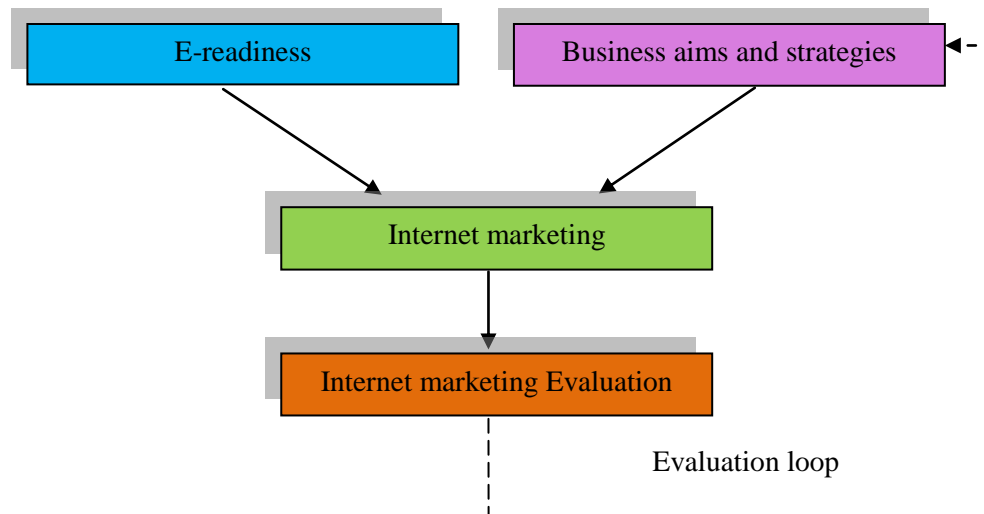 E-readiness
Business aims and strategies
Internet marketing
Internet marketing Evaluation
Evaluation loop